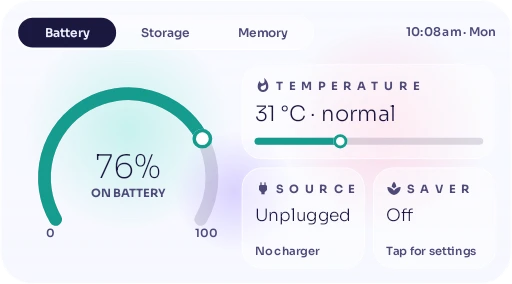 Battery Storage Memory 10:08am· Mon
TEMPERATURE
31 °C · normal
76%
ON BATTERY
0 100
SOURCE
Unplugged
No charger
SAVER
Off
Tap for settings